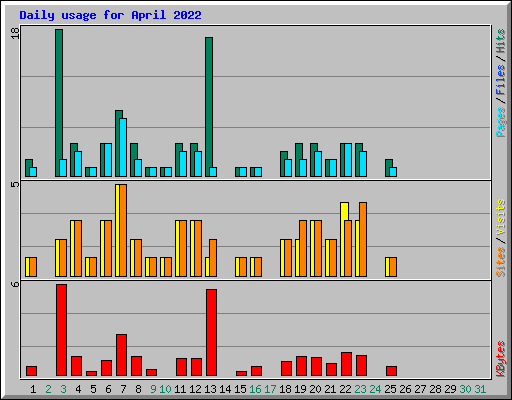 Daily usage for April 2022
18
Pages / Files / Hits
5
Sites / Visits
6
KBytes
1 2 3 4 5 6 7 8 9 10 11 12 13 14 15 16 17 18 19 20 21 22 23 24 25 26 27 28 29 30 31